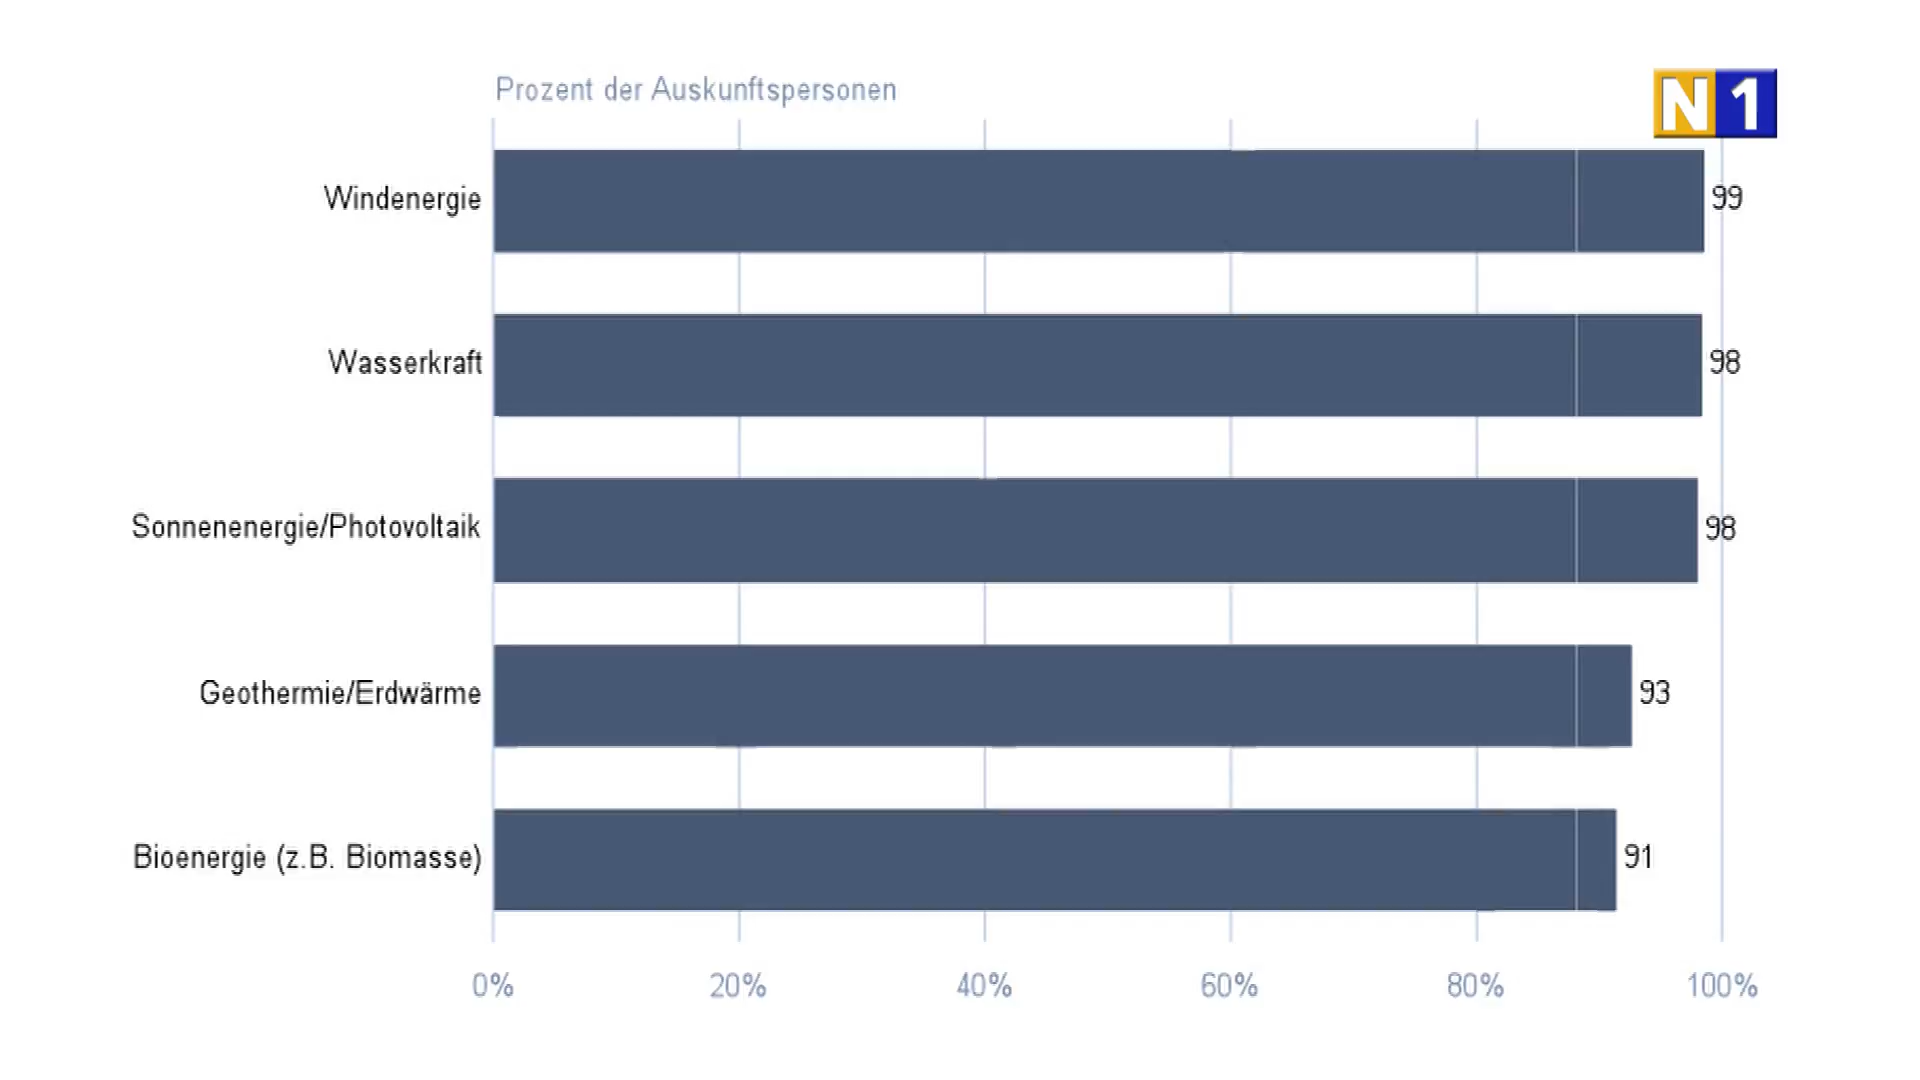 Prozent der Auskunftspersonen
N1
Windenergie 99
Wasserkraft 98
Sonnenenergie/Photovoltaik 98
Geothermie/Erdwärme 93
Bioenergie (z.B. Biomasse) 91
0% 20% 40% 60% 80% 100%